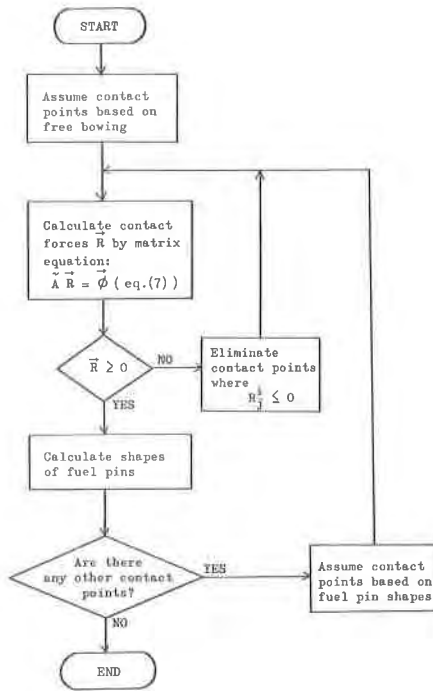 START
Assume contact
points based on
free bowing
Calculate contact
forces R⃗ by matrix
equation:
Ǎ R⃗ = ϕ⃗ ( eq.(7) )
R⃗ ≥ 0
NO
YES
Eliminate
contact points
where
Rʲⱼ ≤ 0
Calculate shapes
of fuel pins
Are there
any other contact
points?
YES
NO
Assume contact
points based on
fuel pin shapes
END